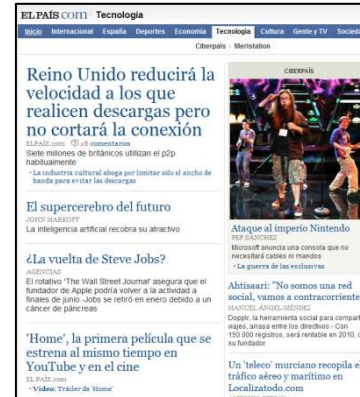 EL PAÍS.COM Tecnología
Inicio Internacional España Deportes Economía Tecnología Cultura Gente y TV Socieda
Ciberpaís Meristation
Reino Unido reducirá la
velocidad a los que
realicen descargas pero
no cortará la conexión
ELPAÍS.com 16 comentarios
Siete millones de británicos utilizan el p2p
habitualmente
La industria cultural aboga por limitar sólo el ancho de
banda para evitar las descargas
El supercerebro del futuro
JOHN MARKOFF
La inteligencia artificial recobra su atractivo
¿La vuelta de Steve Jobs?
AGENCIAS
El rotativo 'The Wall Street Journal' asegura que el
fundador de Apple podría volver a la actividad a
finales de junio -Jobs se retiró en enero debido a un
cáncer de páncreas
'Home', la primera película que se
estrena al mismo tiempo en
YouTube y en el cine
EL PAÍS.com
Video: Tráiler de 'Home'
CIBERPAÍS
Ataque al imperio Nintendo
PEP SÁNCHEZ
Microsoft anuncia una consola que no
necesitará cables ni mandos
La guerra de las exclusivas
Ahtisaari: "No somos una red
social, vamos a contracorriente
MANUEL ÁNGEL MÉNDEZ
Dopplr, la herramienta social para compart
viajes, arrasa entre los directivos - Con
150.000 registros, será rentable en 2010,
su fundador
Un 'teleco' murciano recopila el
tráfico aéreo y marítimo en
Localizatodo.com